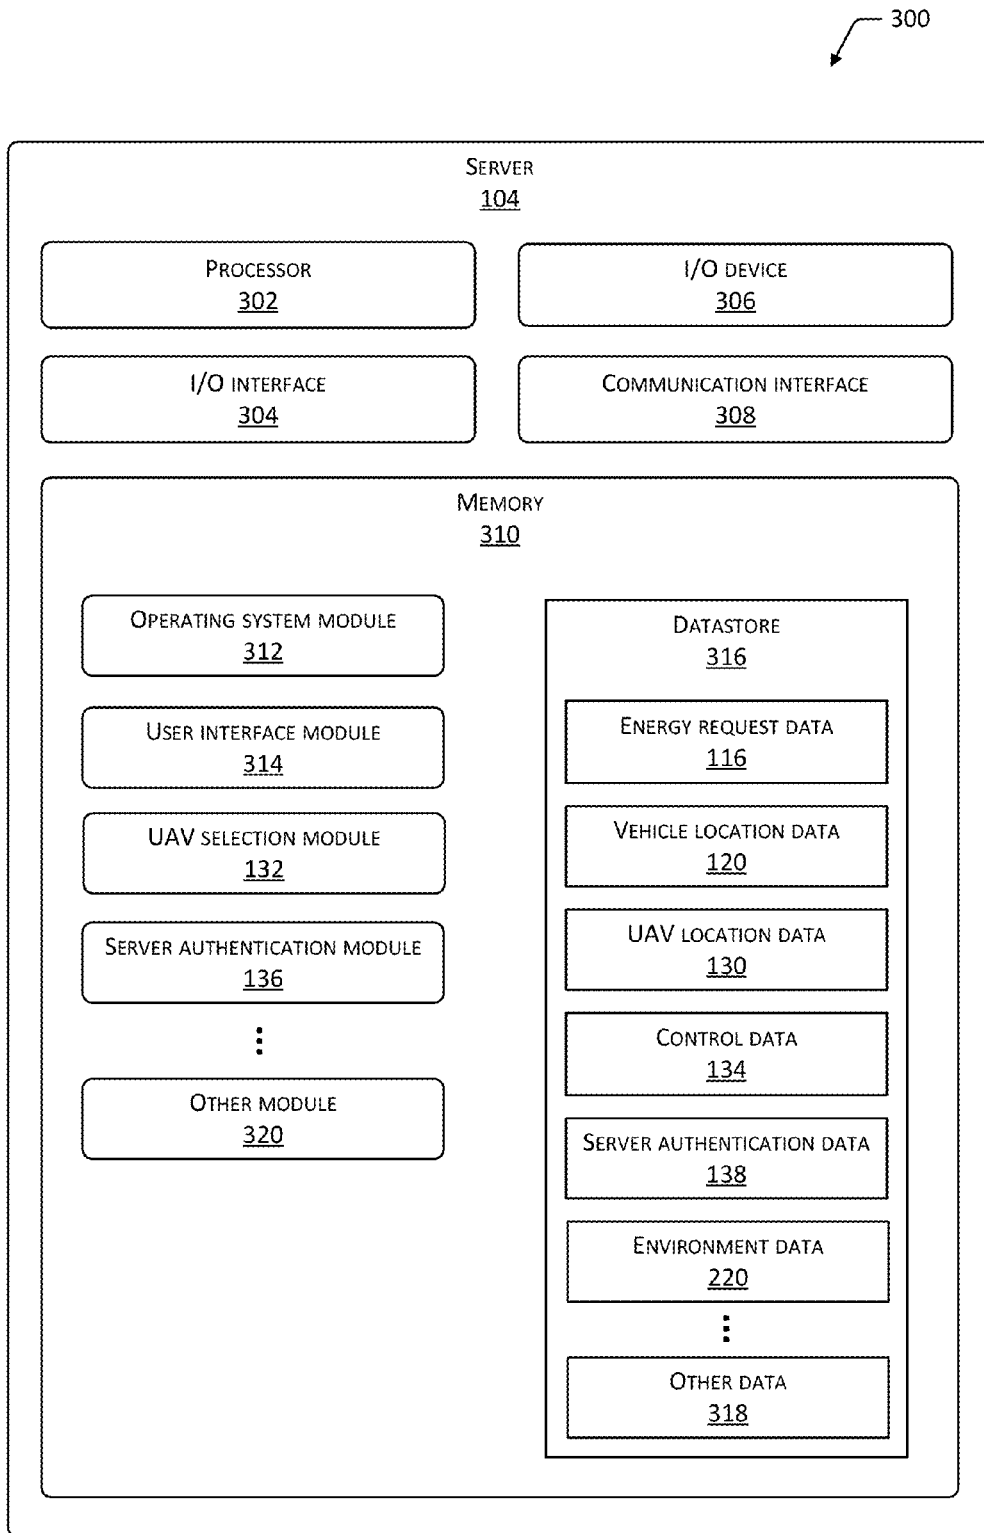 300
Server
104
Processor
302
I/O device
306
I/O interface
304
Communication interface
308
Memory
310
Operating system module
312
User interface module
314
UAV selection module
132
Server authentication module
136
Other module
320
Datastore
316
Energy request data
116
Vehicle location data
120
UAV location data
130
Control data
134
Server authentication data
138
Environment data
220
Other data
318